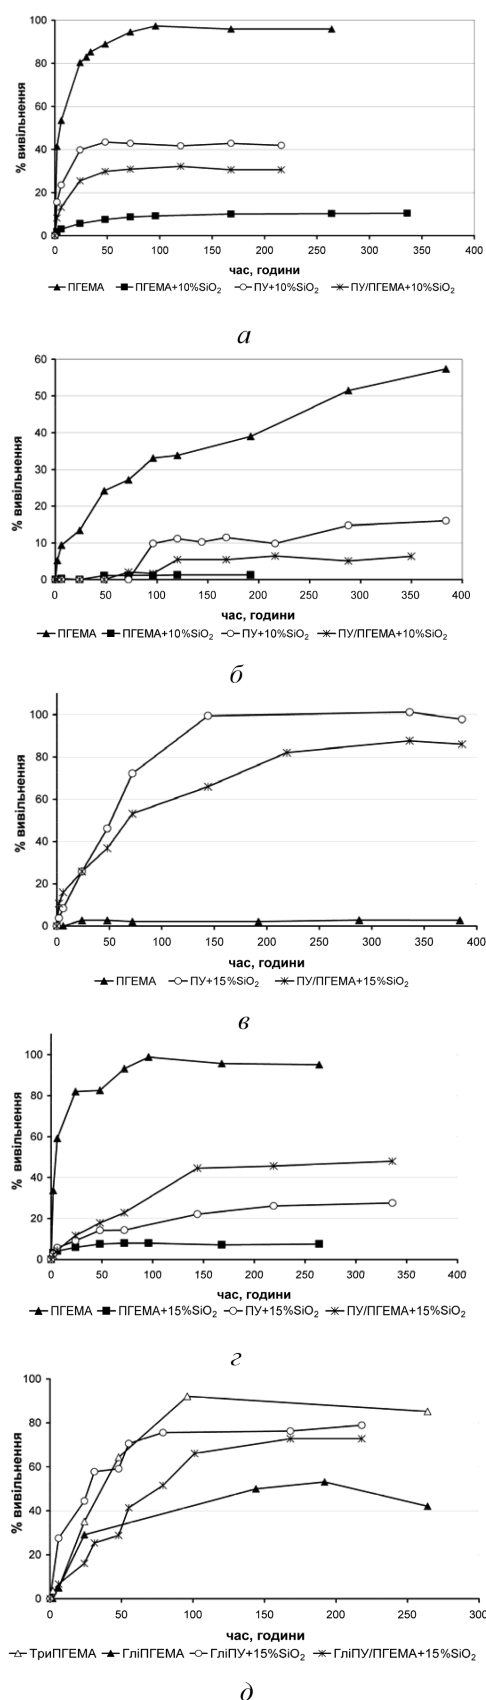 % вивільнення
100
80
60
40
20
0
0 50 100 150 200 250 300 350 400
час, години
ПГЕМА ПГЕМА+10%SiO₂ ПУ+10%SiO₂ ПУ/ПГЕМА+10%SiO₂
а
% вивільнення
60
50
40
30
20
10
0
0 50 100 150 200 250 300 350 400
час, години
ПГЕМА ПГЕМА+10%SiO₂ ПУ+10%SiO₂ ПУ/ПГЕМА+10%SiO₂
б
% вивільнення
100
80
60
40
20
0
0 50 100 150 200 250 300 350 400
час, години
ПГЕМА ПУ+15%SiO₂ ПУ/ПГЕМА+15%SiO₂
в
% вивільнення
100
80
60
40
20
0
0 50 100 150 200 250 300 350 400
час, години
ПГЕМА ПГЕМА+15%SiO₂ ПУ+15%SiO₂ ПУ/ПГЕМА+15%SiO₂
г
% вивільнення
100
80
60
40
20
0
0 50 100 150 200 250 300
час, години
ТриПГЕМА ГліПГЕМА ГліПУ+15%SiO₂ ГліПУ/ПГЕМА+15%SiO₂
д